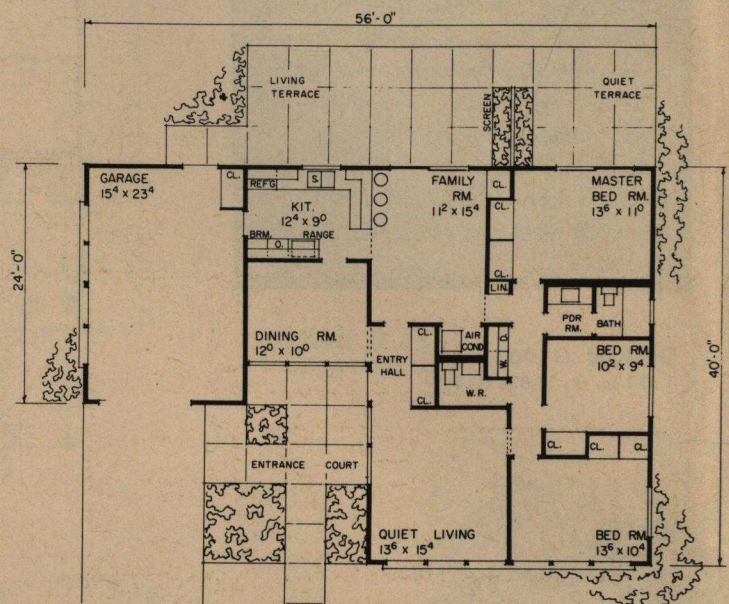 56'-0"
LIVING
TERRACE
SCREEN
QUIET
TERRACE
GARAGE
15⁴ x 23⁴
CL.
REF'G
S.
KIT.
12⁴ x 9⁰
BRM.
RANGE
O.
FAMILY
RM.
11² x 15⁴
CL.
CL.
CL.
LIN.
MASTER
BED RM.
13⁶ x 11⁰
24'-0"
40'-0"
DINING RM.
12⁰ x 10⁰
ENTRY
HALL
CL.
CL.
AIR
COND
D.
W.
W.R.
PDR
RM.
BATH
BED RM.
10² x 9⁴
CL.
CL.
CL.
ENTRANCE COURT
QUIET LIVING
13⁶ x 15⁴
BED RM.
13⁶ x 10⁴